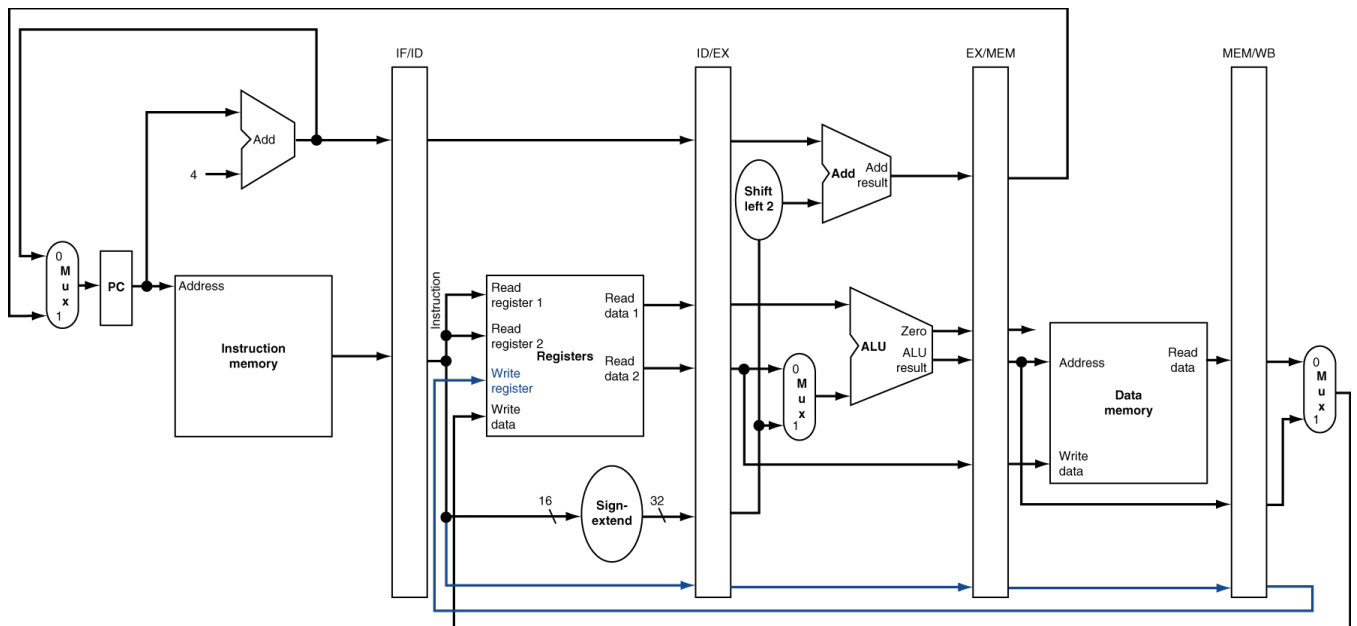 IF/ID
ID/EX
EX/MEM
MEM/WB
Add
4
Add
Add
result
Shift
left 2
0
M
u
x
1
PC
Address
Instruction
memory
Instruction
Read
register 1
Read
register 2
Registers
Write
register
Write
data
Read
data 1
Read
data 2
16
Sign-
extend
32
0
M
u
x
1
Zero
ALU
ALU
result
Address
Read
data
Data
memory
Write
data
0
M
u
x
1